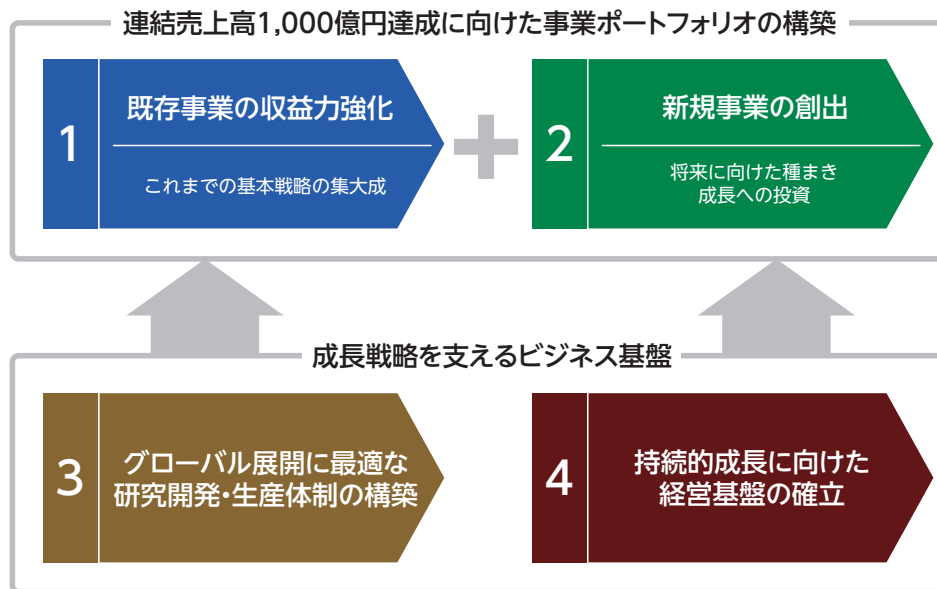 連結売上高1,000億円達成に向けた事業ポートフォリオの構築
1
既存事業の収益力強化
これまでの基本戦略の集大成
2
新規事業の創出
将来に向けた種まき
成長への投資
成長戦略を支えるビジネス基盤
3
グローバル展開に最適な
研究開発・生産体制の構築
4
持続的成長に向けた
経営基盤の確立